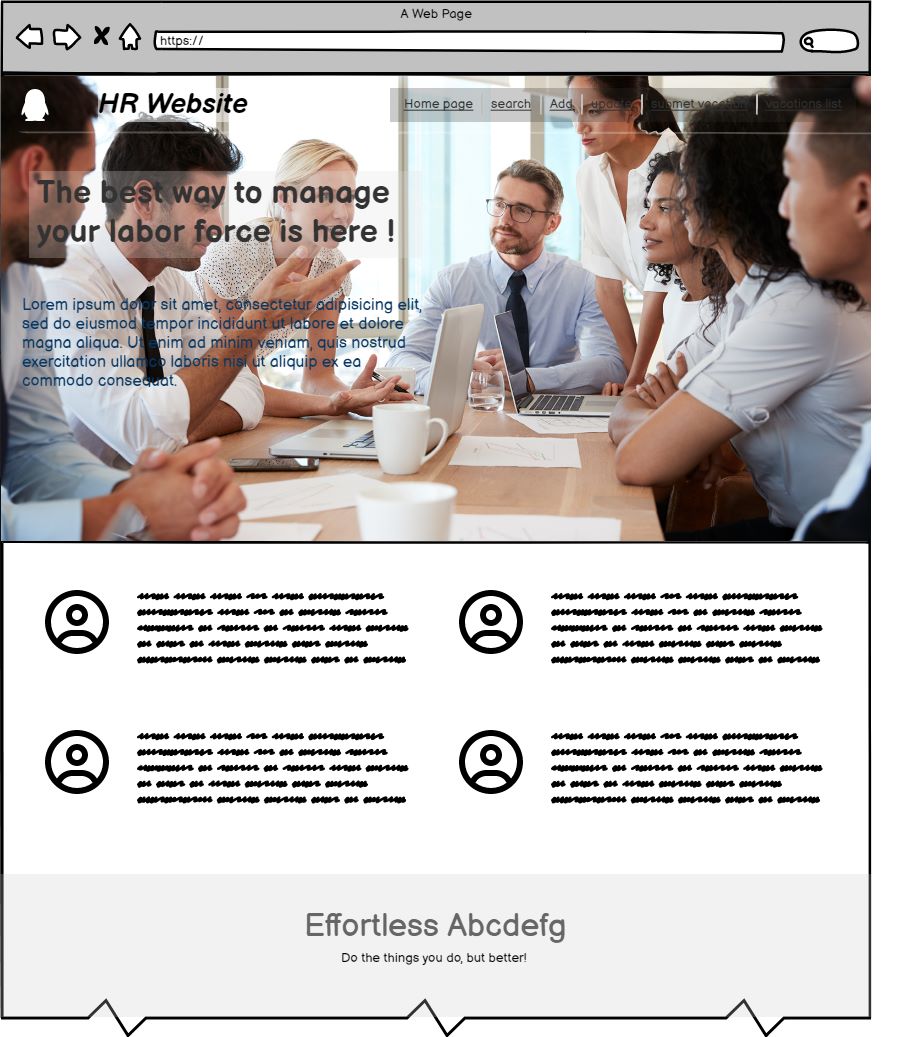 A Web Page
https://
HR Website
Home page search Add update submet vocation vocations list
The best way to manage
your labor force is here !
Lorem ipsum dolor sit amet, consectetur adipisicing elit,
sed do eiusmod tempor incididunt ut labore et dolore
magna aliqua. Ut enim ad minim veniam, quis nostrud
exercitation ullamco laboris nisi ut aliquip ex ea
commodo consequat.
Effortless Abcdefg
Do the things you do, but better!